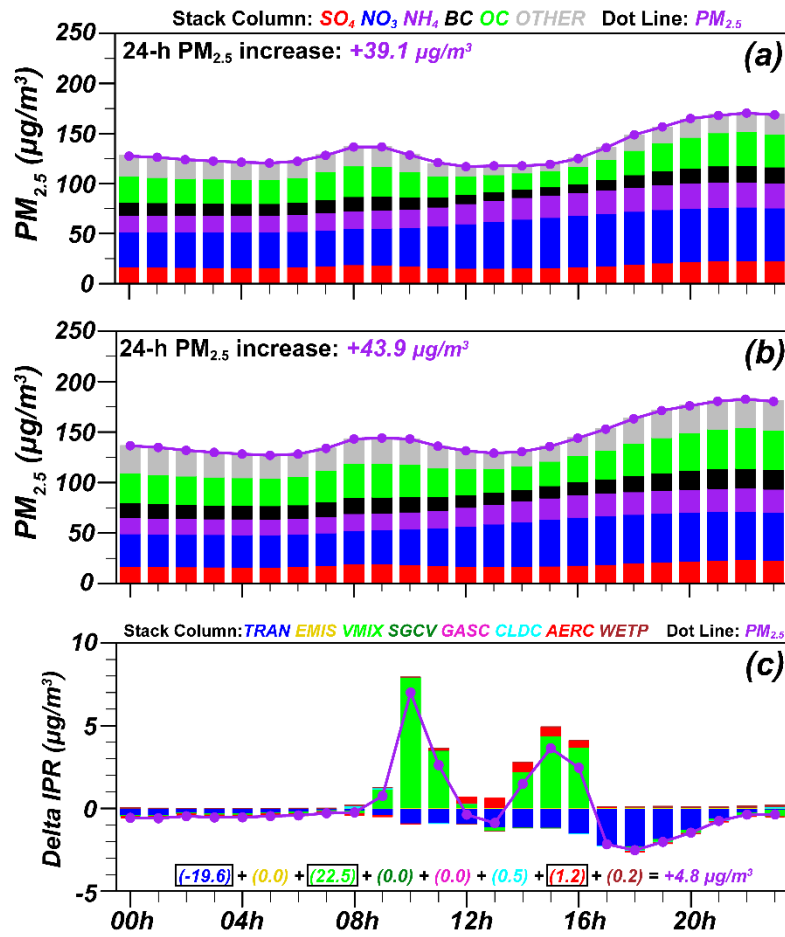 Stack Column: SO₄ NO₃ NH₄ BC OC OTHER Dot Line: PM₂.₅
250
24-h PM₂.₅ increase: +39.1 μg/m³ (a)
200
150
100
50
0
PM₂.₅ (μg/m³)
250
24-h PM₂.₅ increase: +43.9 μg/m³ (b)
200
150
100
50
0
PM₂.₅ (μg/m³)
Stack Column: TRAN EMIS VMIX SGCV GASC CLDC AERC WETP Dot Line: PM₂.₅
10
(c)
5
0
-5
Delta IPR (μg/m³)
(-19.6) + (0.0) + (22.5) + (0.0) + (0.0) + (0.5) + (1.2) + (0.2) = +4.8 μg/m³
00h 04h 08h 12h 16h 20h